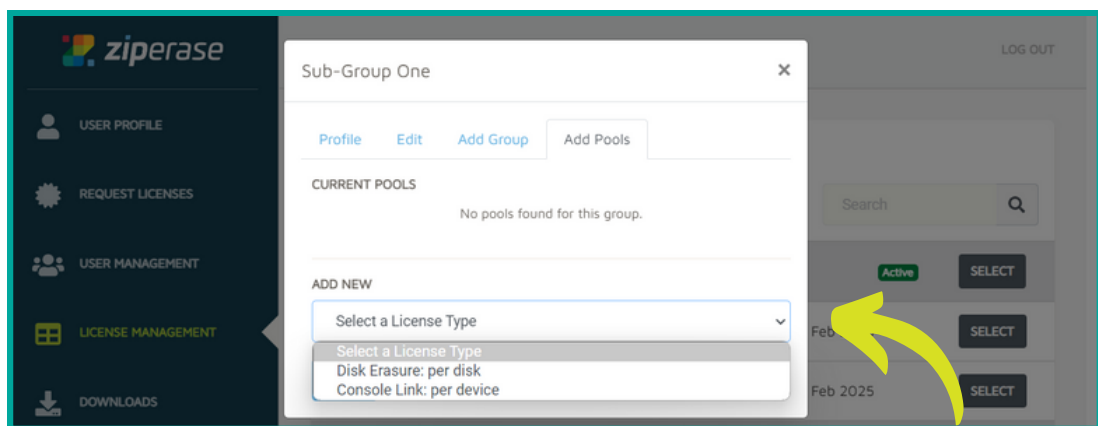 ziperase
LOG OUT
Sub-Group One
×
USER PROFILE
Profile Edit Add Group Add Pools
CURRENT POOLS
REQUEST LICENSES
Search
No pools found for this group.
USER MANAGEMENT
Active SELECT
ADD NEW
Select a License Type
LICENSE MANAGEMENT
Feb
SELECT
Select a License Type
Disk Erasure: per disk
Console Link: per device
DOWNLOADS
Feb 2025 SELECT